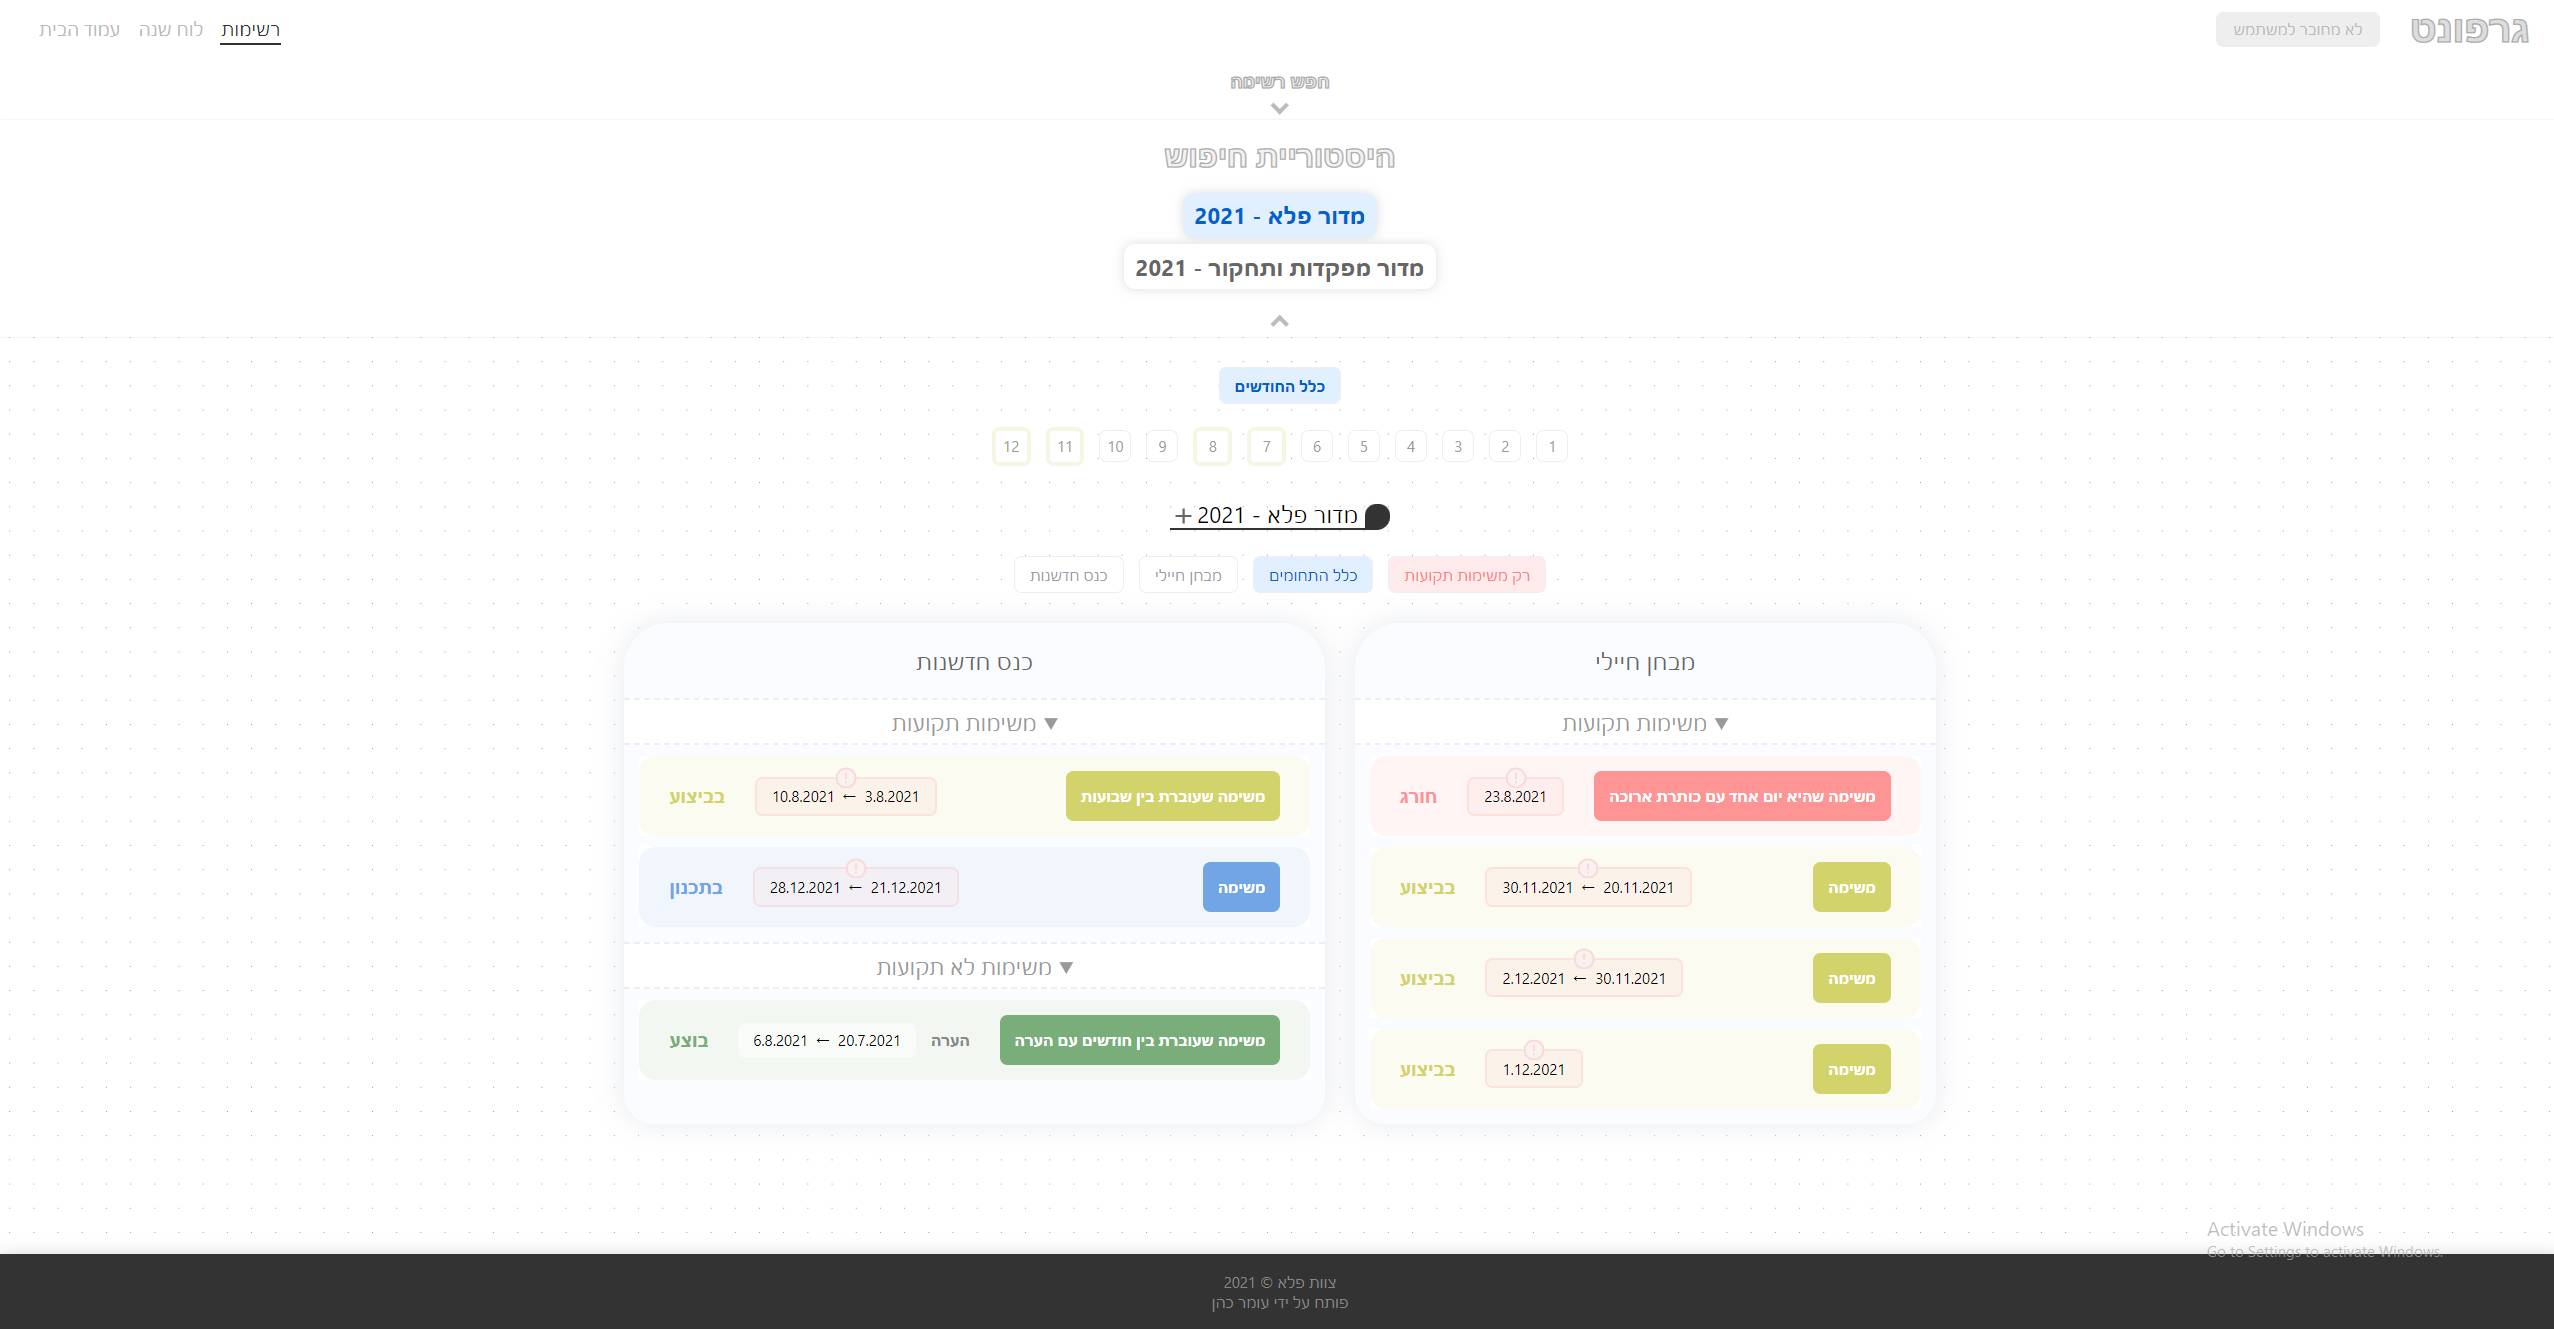 גרפונט
לא מחובר למשתמש
רשימות
לוח שנה
עמוד הבית
חפש רשימה
היסטוריית חיפוש
מדור פלא - 2021
מדור מפקדות ותחקור - 2021
כלל החודשים
1 2 3 4 5 6 7 8 9 10 11 12
מדור פלא - 2021 +
רק משימות תקועות
כלל התחומים
מבחן חיילי
כנס חדשנות
מבחן חיילי
▼ משימות תקועות
משימה שהיא יום אחד עם כותרת ארוכה
!
23.8.2021
חורג
משימה
!
20.11.2021 ← 30.11.2021
בביצוע
משימה
!
30.11.2021 ← 2.12.2021
בביצוע
משימה
!
1.12.2021
בביצוע
כנס חדשנות
▼ משימות תקועות
משימה שעוברת בין שבועות
!
3.8.2021 ← 10.8.2021
בביצוע
משימה
!
21.12.2021 ← 28.12.2021
בתכנון
▼ משימות לא תקועות
משימה שעוברת בין חודשים עם הערה
הערה
20.7.2021 ← 6.8.2021
בוצע
Activate Windows
Go to Settings to activate Windows.
צוות פלא © 2021
פותח על ידי עומר כהן